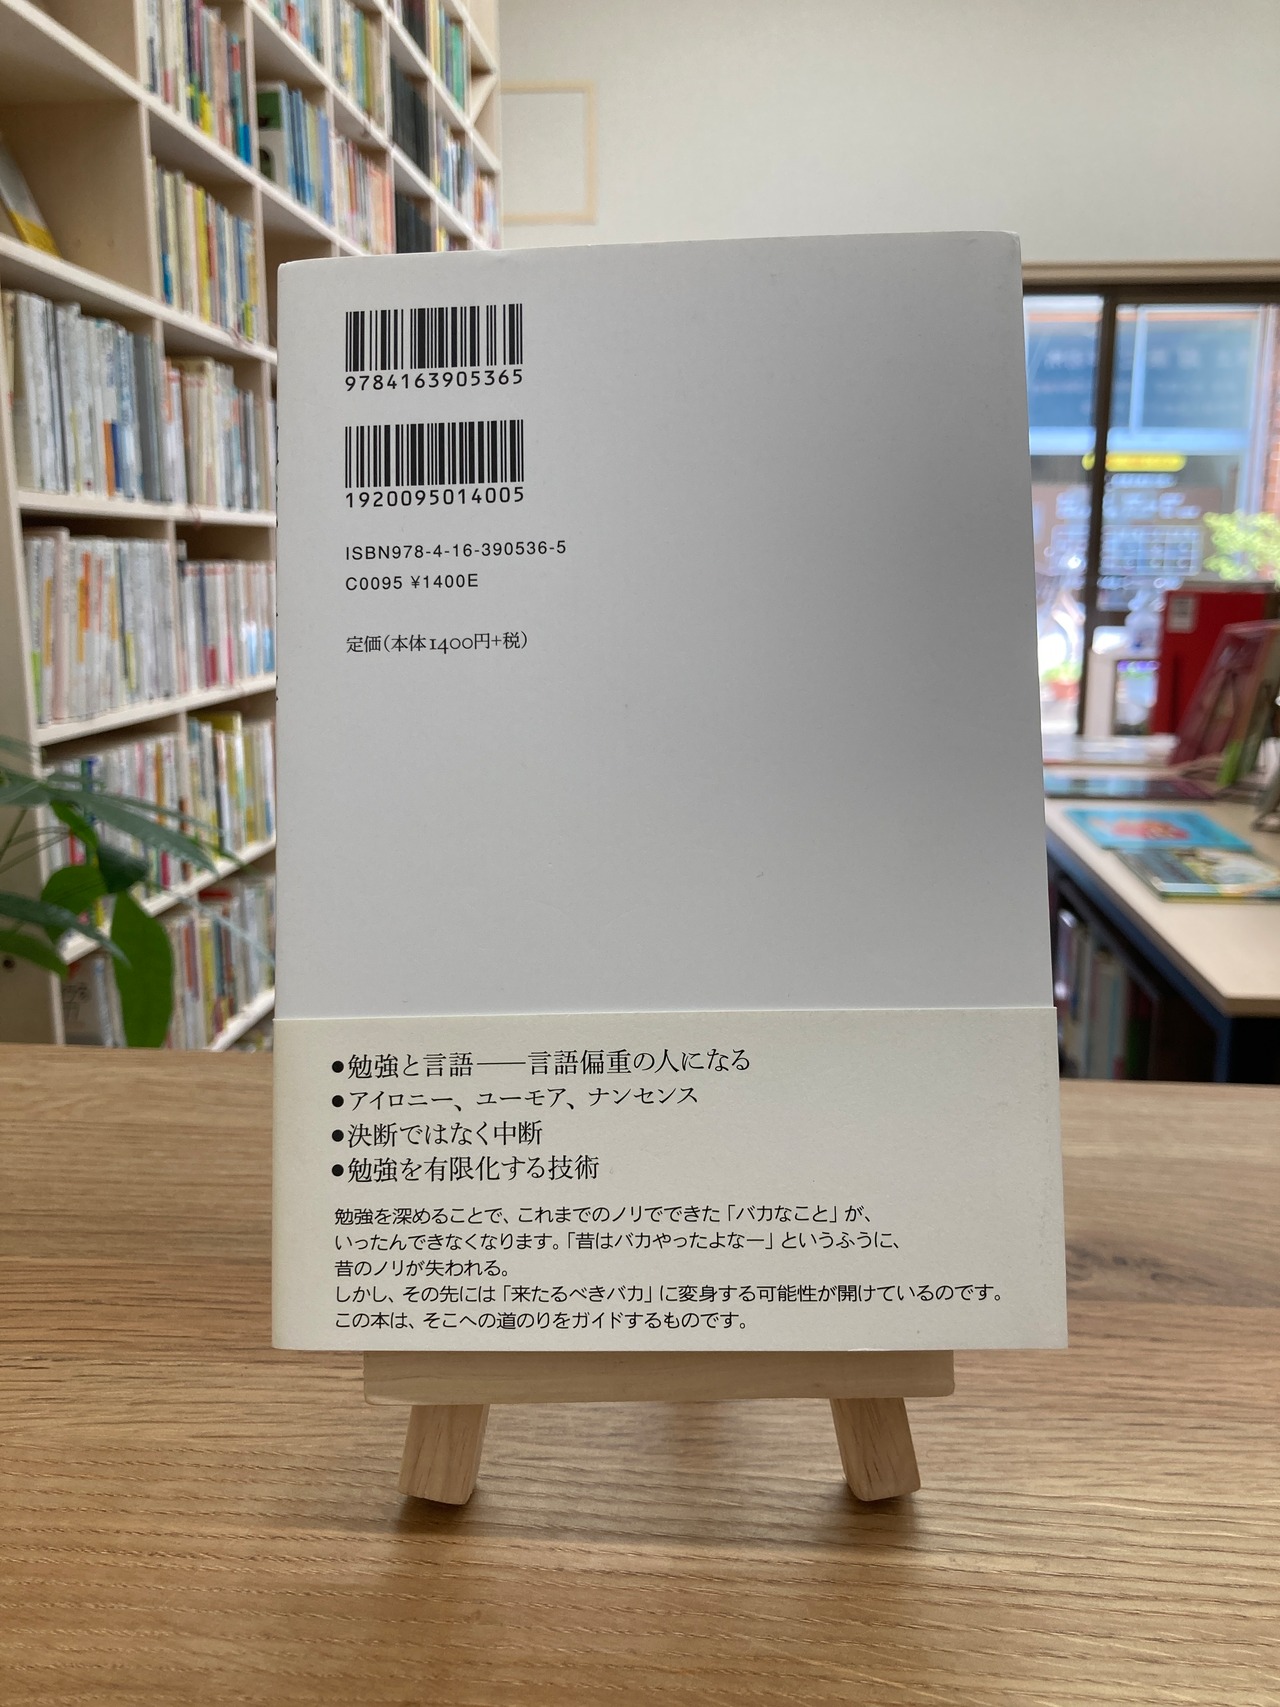 9784163905365
1920095014005
ISBN978-4-16-390536-5
C0095 ¥1400E
定価(本体1400円+税)
●勉強と言語――言語偏重の人になる
●アイロニー、ユーモア、ナンセンス
●決断ではなく中断
●勉強を有限化する技術
勉強を深めることで、これまでのノリでできた「バカなこと」が、
いったんできなくなります。「昔はバカやったよなー」というふうに、
昔のノリが失われる。
しかし、その先には「来たるべきバカ」に変身する可能性が開けているのです。
この本は、そこへの道のりをガイドするものです。